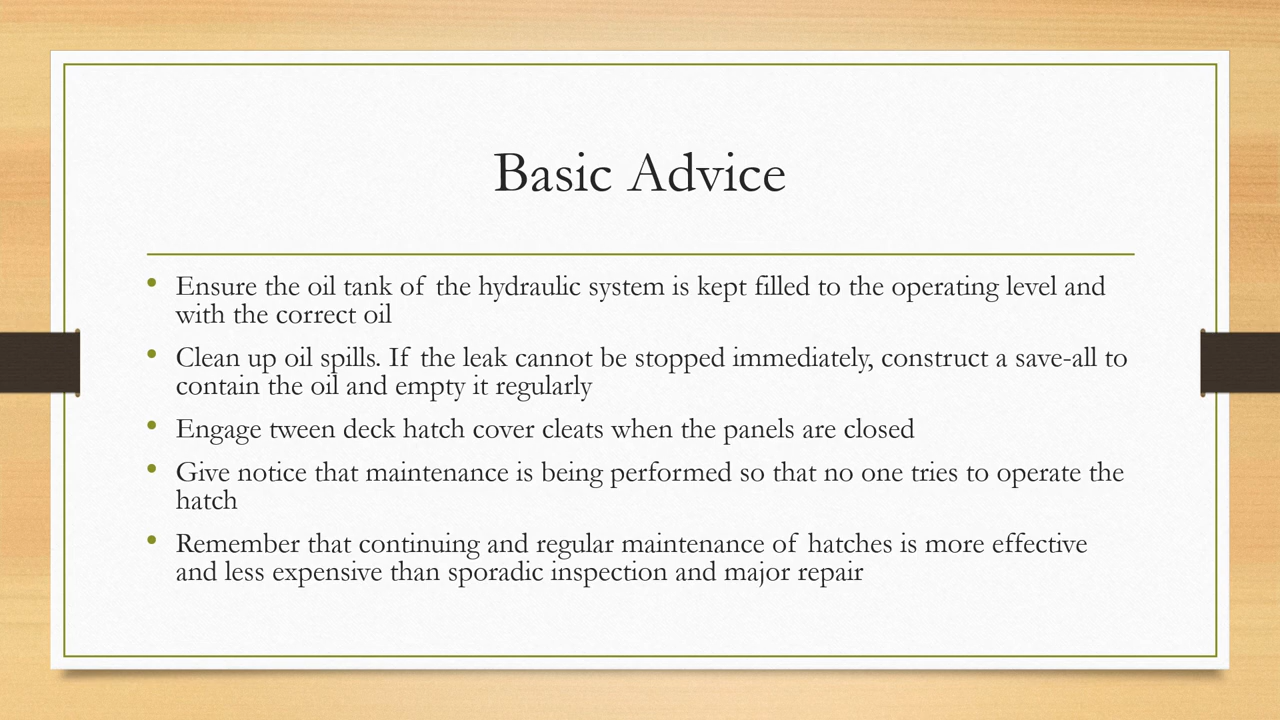 Basic Advice
• Ensure the oil tank of the hydraulic system is kept filled to the operating level and
with the correct oil
• Clean up oil spills. If the leak cannot be stopped immediately, construct a save-all to
contain the oil and empty it regularly
• Engage tween deck hatch cover cleats when the panels are closed
• Give notice that maintenance is being performed so that no one tries to operate the
hatch
• Remember that continuing and regular maintenance of hatches is more effective
and less expensive than sporadic inspection and major repair